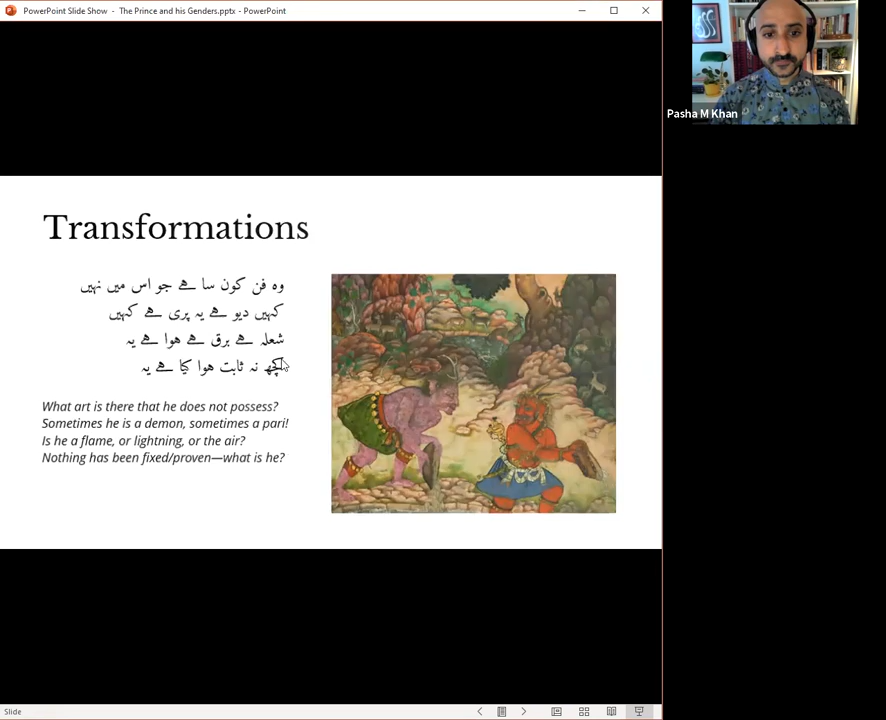 PowerPoint Slide Show - The Prince and his Genders.pptx - PowerPoint
Pasha M Khan
Transformations
وہ فن کون سا ہے جو اس میں نہیں
کہیں دیو ہے یہ پری ہے کہیں
شعلہ ہے برق ہے ہوا ہے یہ
کچھ نہ ثابت ہوا کیا ہے یہ
What art is there that he does not possess?
Sometimes he is a demon, sometimes a pari!
Is he a flame, or lightning, or the air?
Nothing has been fixed/proven—what is he?
Slide